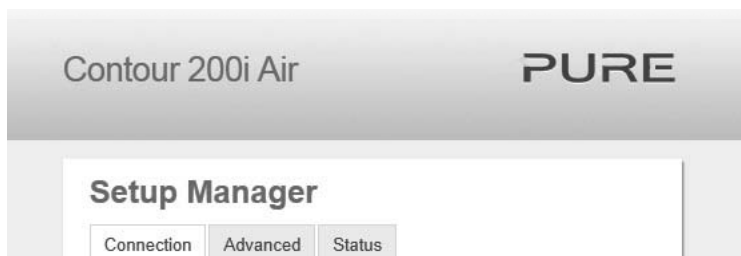 Contour 200i Air PURE
Setup Manager
Connection Advanced Status